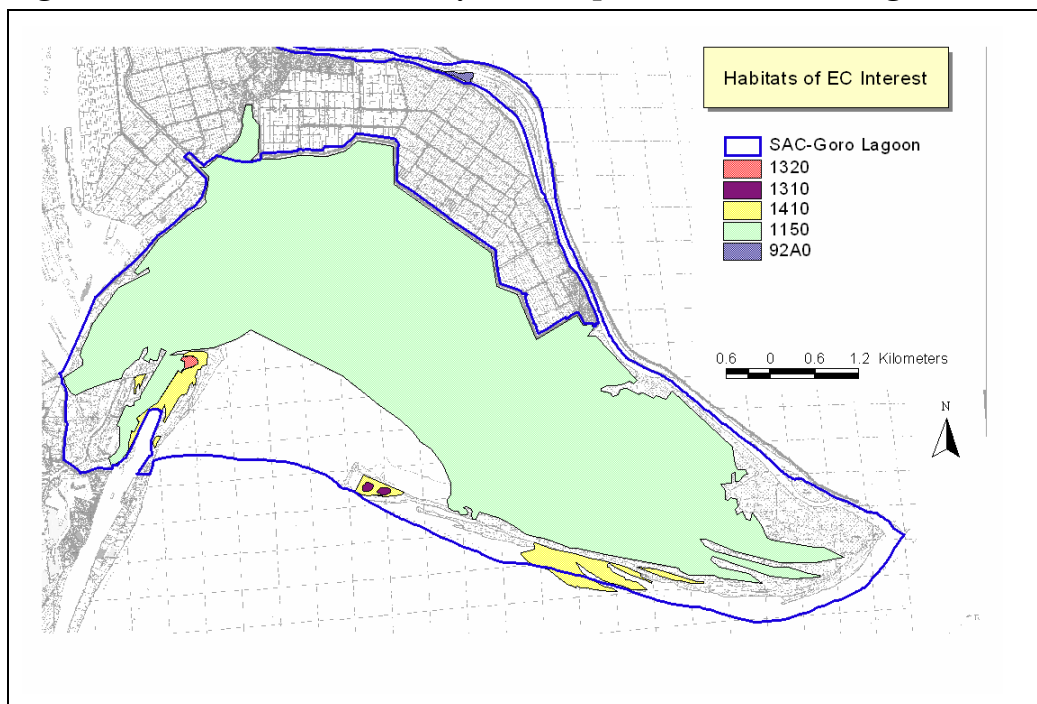 Habitats of EC Interest
SAC-Goro Lagoon
1320
1310
1410
1150
92A0
0.6 0 0.6 1.2 Kilometers
N